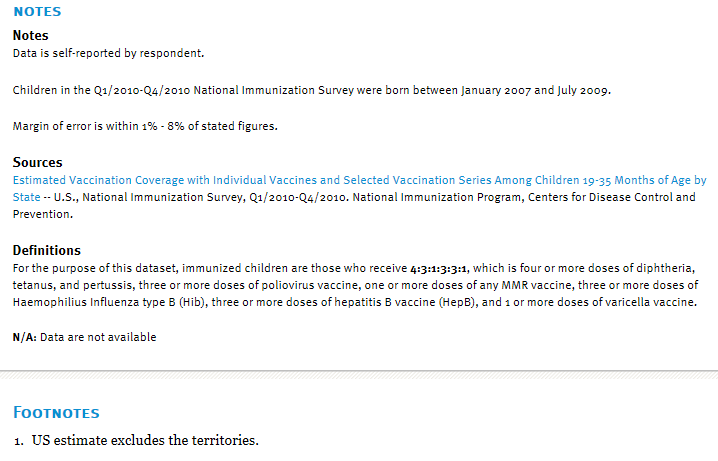 NOTES
Notes
Data is self-reported by respondent.
Children in the Q1/2010-Q4/2010 National Immunization Survey were born between January 2007 and July 2009.
Margin of error is within 1% - 8% of stated figures.
Sources
Estimated Vaccination Coverage with Individual Vaccines and Selected Vaccination Series Among Children 19-35 Months of Age by
State -- U.S., National Immunization Survey, Q1/2010-Q4/2010. National Immunization Program, Centers for Disease Control and
Prevention.
Definitions
For the purpose of this dataset, immunized children are those who receive 4:3:1:3:3:1, which is four or more doses of diphtheria,
tetanus, and pertussis, three or more doses of poliovirus vaccine, one or more doses of any MMR vaccine, three or more doses of
Haemophilius Influenza type B (Hib), three or more doses of hepatitis B vaccine (HepB), and 1 or more doses of varicella vaccine.
N/A: Data are not available
FOOTNOTES
1. US estimate excludes the territories.